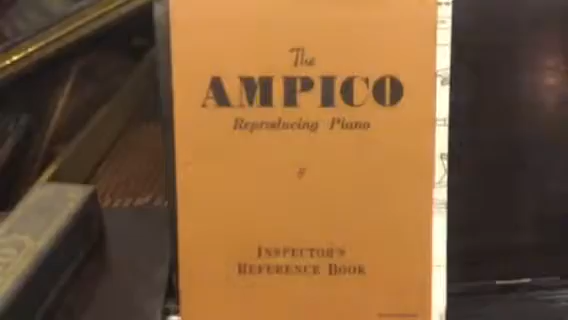 The
AMPICO
Reproducing Piano
INSPECTOR'S
REFERENCE BOOK